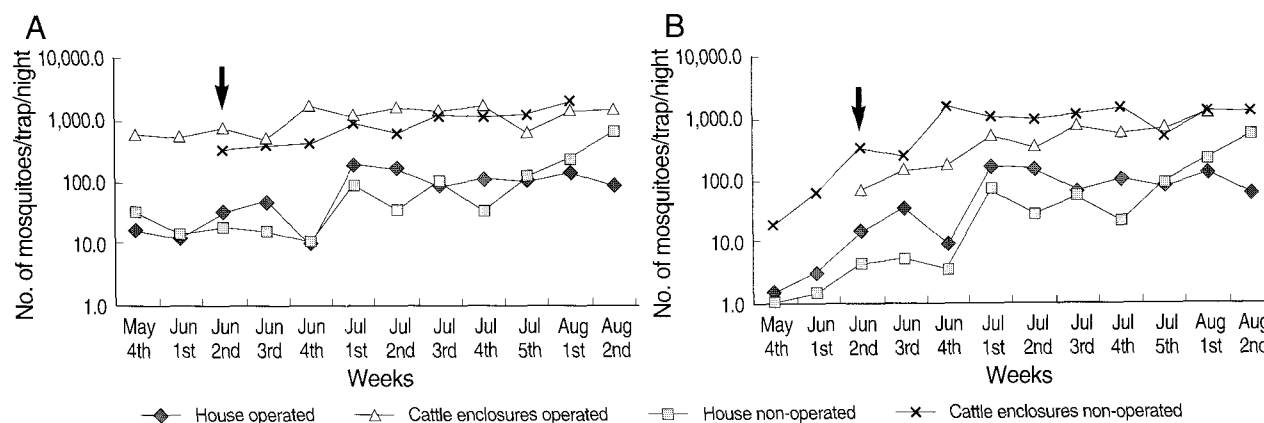 A
No. of mosquitoes/trap/night
10,000.0
1,000.0
100.0
10.0
1.0
May 4th
Jun 1st
Jun 2nd
Jun 3rd
Jun 4th
Jul 1st
Jul 2nd
Jul 3rd
Jul 4th
Jul 5th
Aug 1st
Aug 2nd
Weeks
B
No. of mosquitoes/trap/night
10,000.0
1,000.0
100.0
10.0
1.0
May 4th
Jun 1st
Jun 2nd
Jun 3rd
Jun 4th
Jul 1st
Jul 2nd
Jul 3rd
Jul 4th
Jul 5th
Aug 1st
Aug 2nd
Weeks
House operated
Cattle enclosures operated
House non-operated
Cattle enclosures non-operated